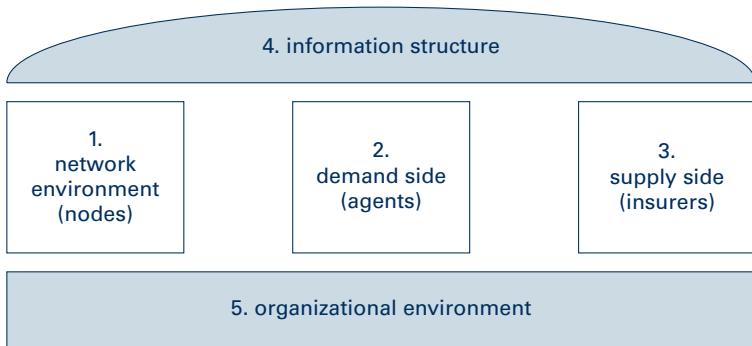 4. information structure
1.
network
environment
(nodes)
2.
demand side
(agents)
3.
supply side
(insurers)
5. organizational environment